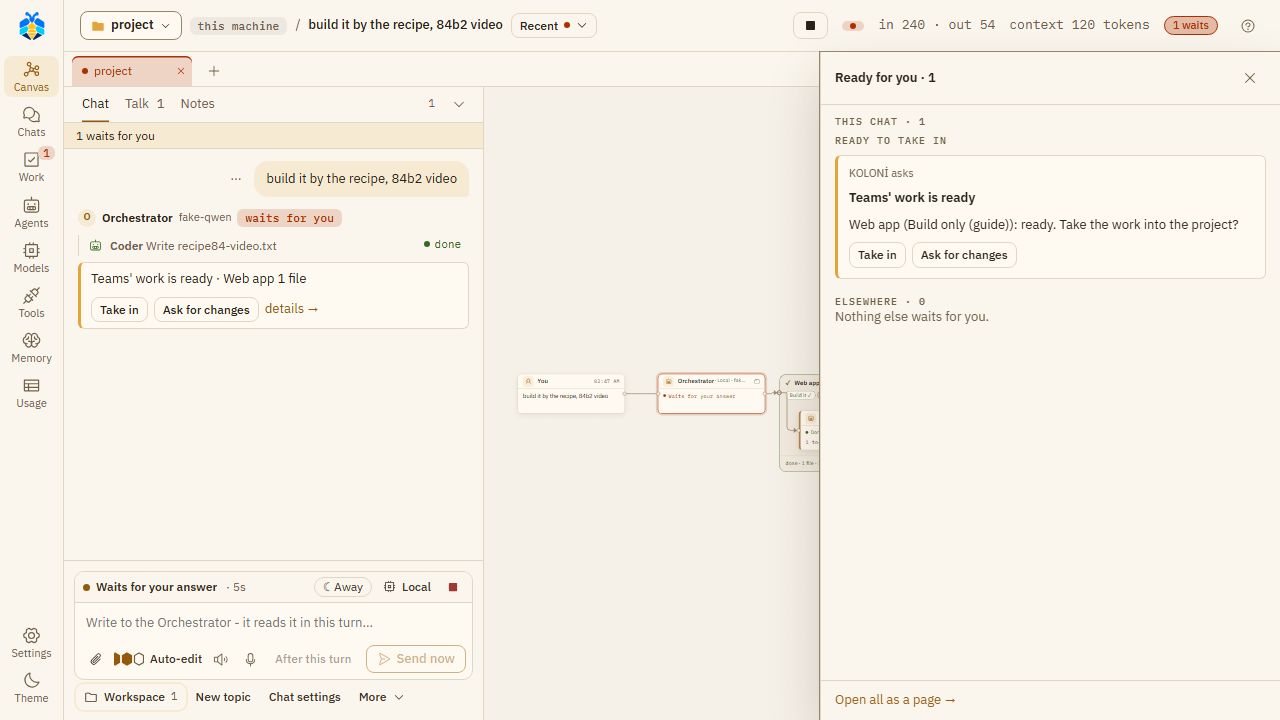 project
this machine
/
build it by the recipe, 84b2 video
Recent
in 240 · out 54
context 120 tokens
1 waits
Canvas
Chats
Work
1
Agents
Models
Tools
Memory
Usage
Settings
Theme
project
Chat
Talk 1
Notes
1
1 waits for you
build it by the recipe, 84b2 video
O
Orchestrator fake-qwen waits for you
Coder Write recipe84-video.txt
done
Teams' work is ready · Web app 1 file
Take in
Ask for changes
details →
Waits for your answer · 5s
Away
Local
Write to the Orchestrator - it reads it in this turn...
Auto-edit
After this turn
Send now
Workspace 1
New topic
Chat settings
More
You
02:47 AM
build it by the recipe, 84b2 video
Orchestrator
Waits for your answer
Web app
Build it ✓
Ready for you · 1
THIS CHAT · 1
READY TO TAKE IN
KOLONİ asks
Teams' work is ready
Web app (Build only (guide)): ready. Take the work into the project?
Take in
Ask for changes
ELSEWHERE · 0
Nothing else waits for you.
Open all as a page →